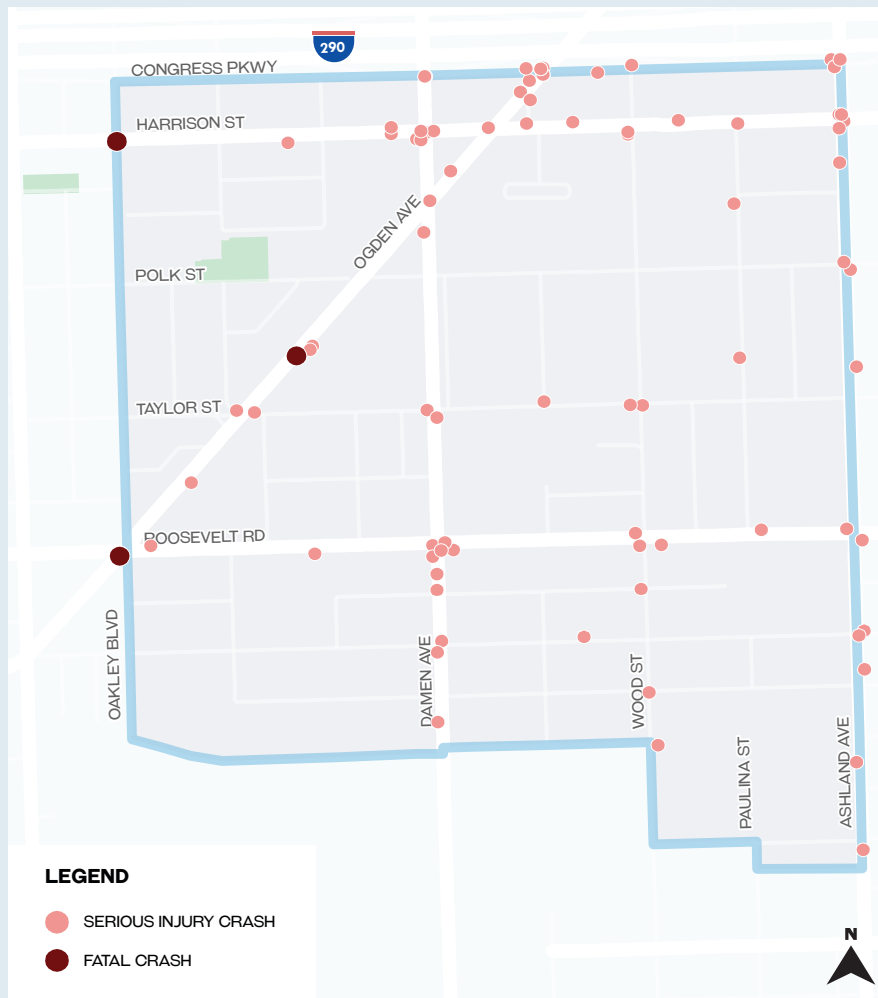 290
CONGRESS PKWY
HARRISON ST
OGDEN AVE
POLK ST
TAYLOR ST
ROOSEVELT RD
OAKLEY BLVD
DAMEN AVE
WOOD ST
PAULINA ST
ASHLAND AVE
LEGEND
SERIOUS INJURY CRASH
FATAL CRASH
N